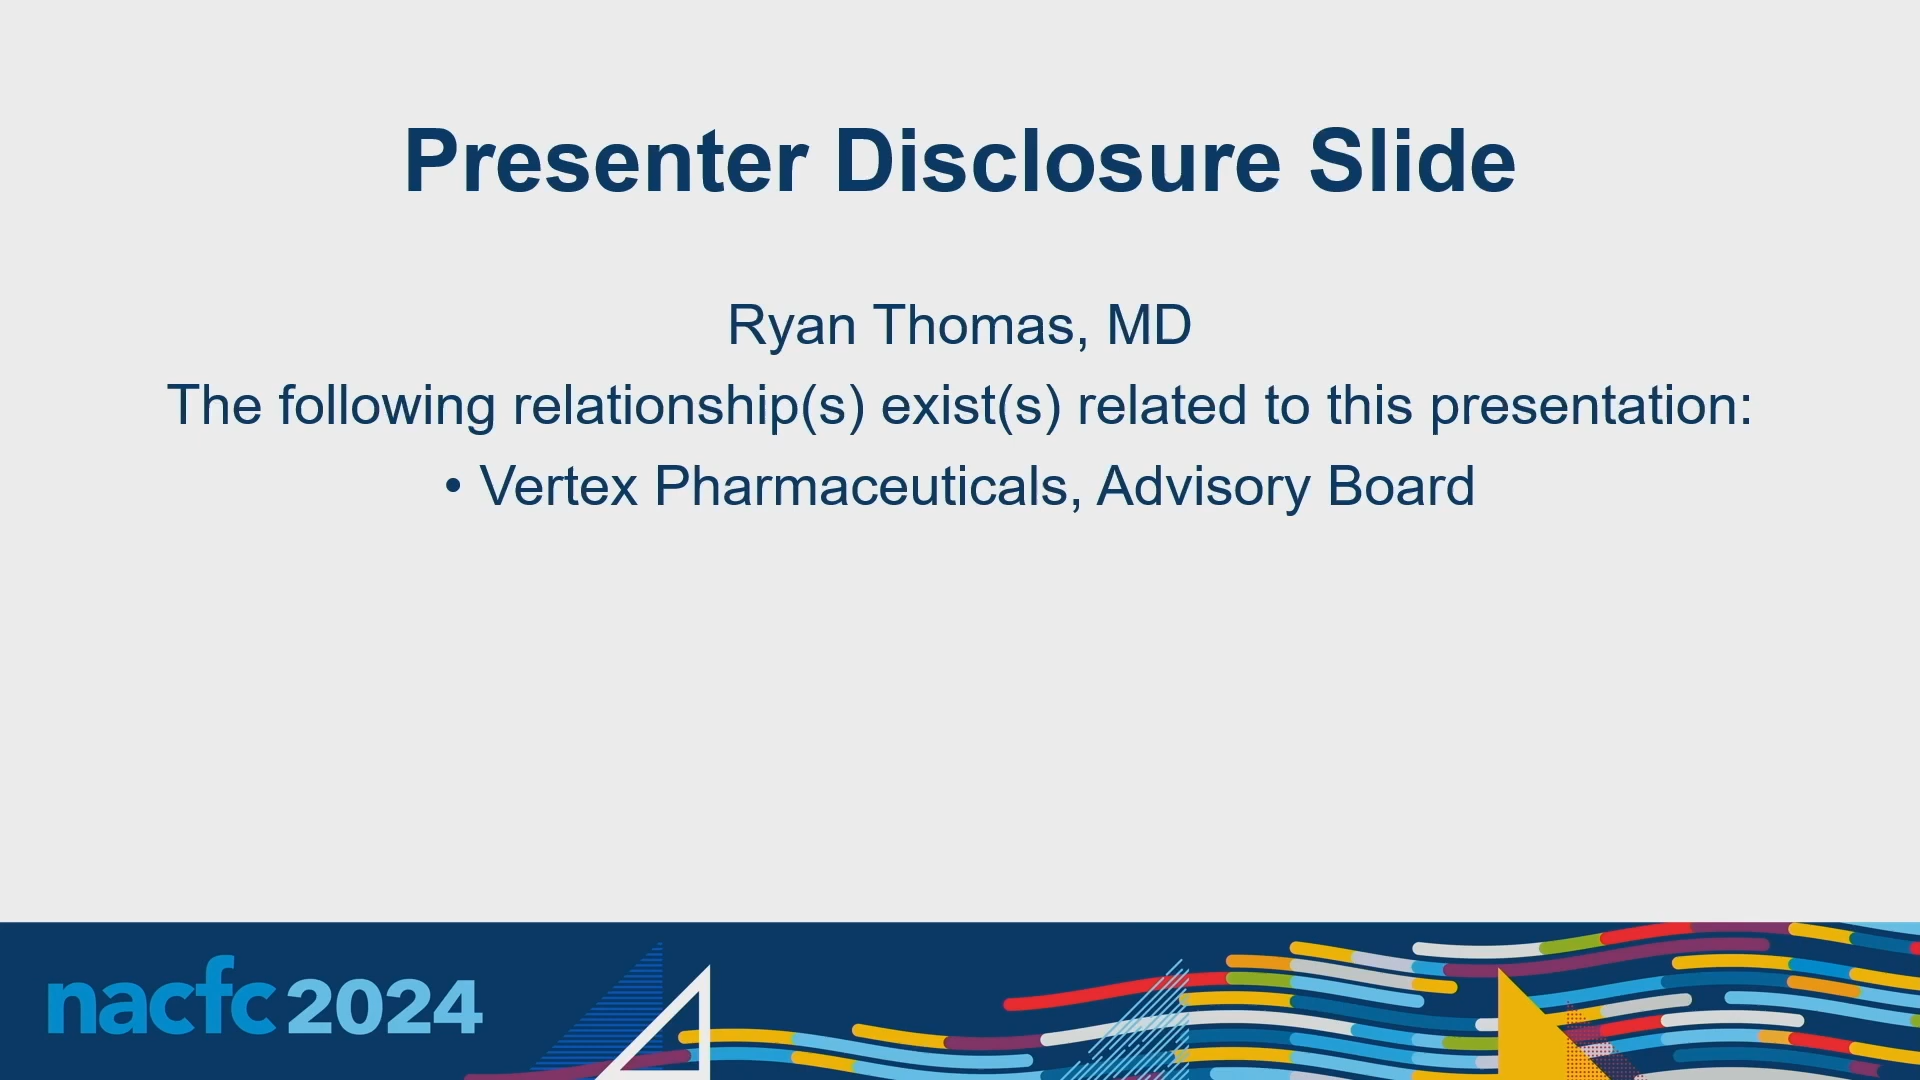 Presenter Disclosure Slide
Ryan Thomas, MD
The following relationship(s) exist(s) related to this presentation:
• Vertex Pharmaceuticals, Advisory Board
nacfc 2024